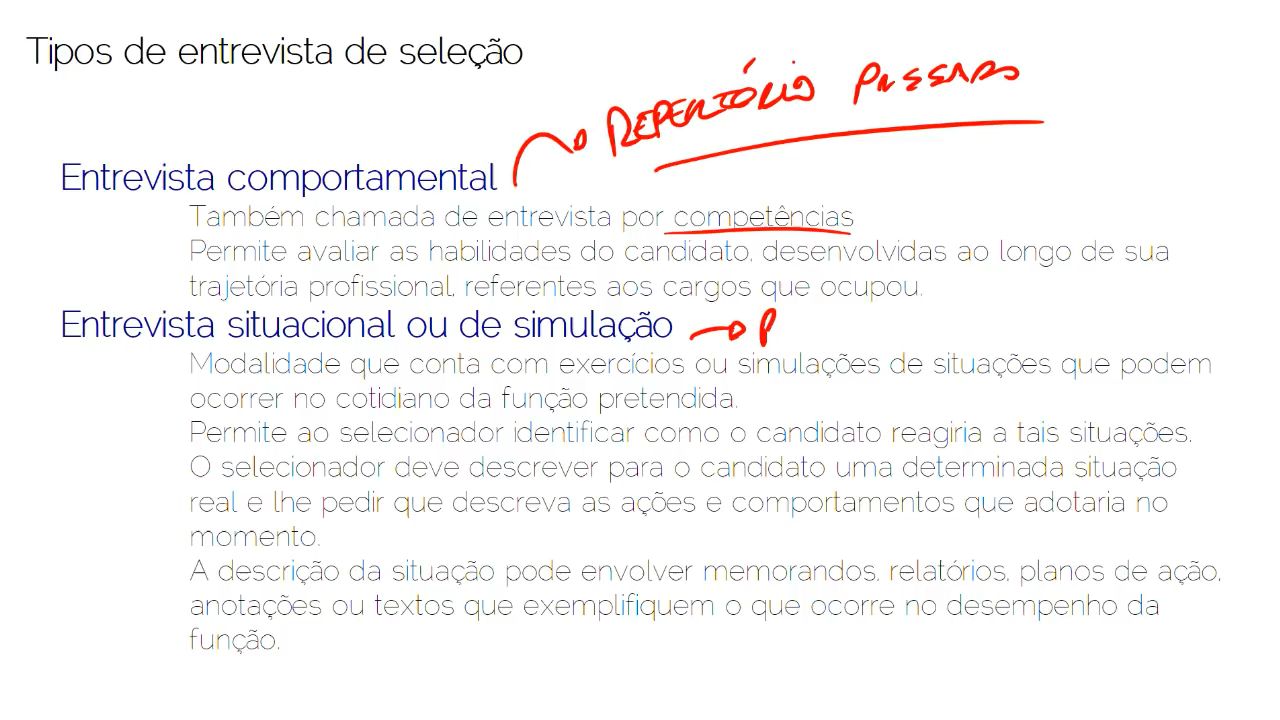 Tipos de entrevista de seleção
REPERTÓRIO PASSADO
Entrevista comportamental
Também chamada de entrevista por competências
Permite avaliar as habilidades do candidato, desenvolvidas ao longo de sua
trajetória profissional, referentes aos cargos que ocupou.
Entrevista situacional ou de simulação
P
Modalidade que conta com exercícios ou simulações de situações que podem
ocorrer no cotidiano da função pretendida.
Permite ao selecionador identificar como o candidato reagiria a tais situações.
O selecionador deve descrever para o candidato uma determinada situação
real e lhe pedir que descreva as ações e comportamentos que adotaria no
momento.
A descrição da situação pode envolver memorandos, relatórios, planos de ação,
anotações ou textos que exemplifiquem o que ocorre no desempenho da
função.